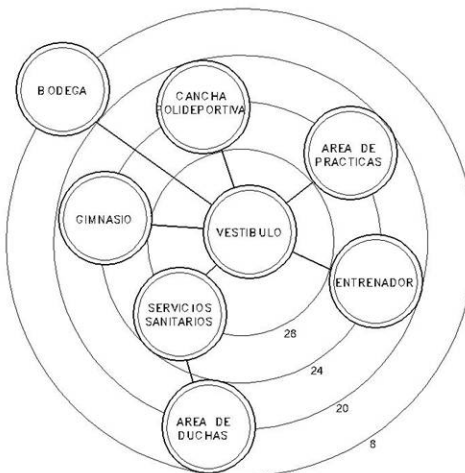 BODEGA
CANCHA
POLIDEPORTIVA
AREA DE
PRACTICAS
GIMNASIO
VESTIBULO
ENTRENADOR
SERVICIOS
SANITARIOS
AREA DE
DUCHAS
28
24
20
8